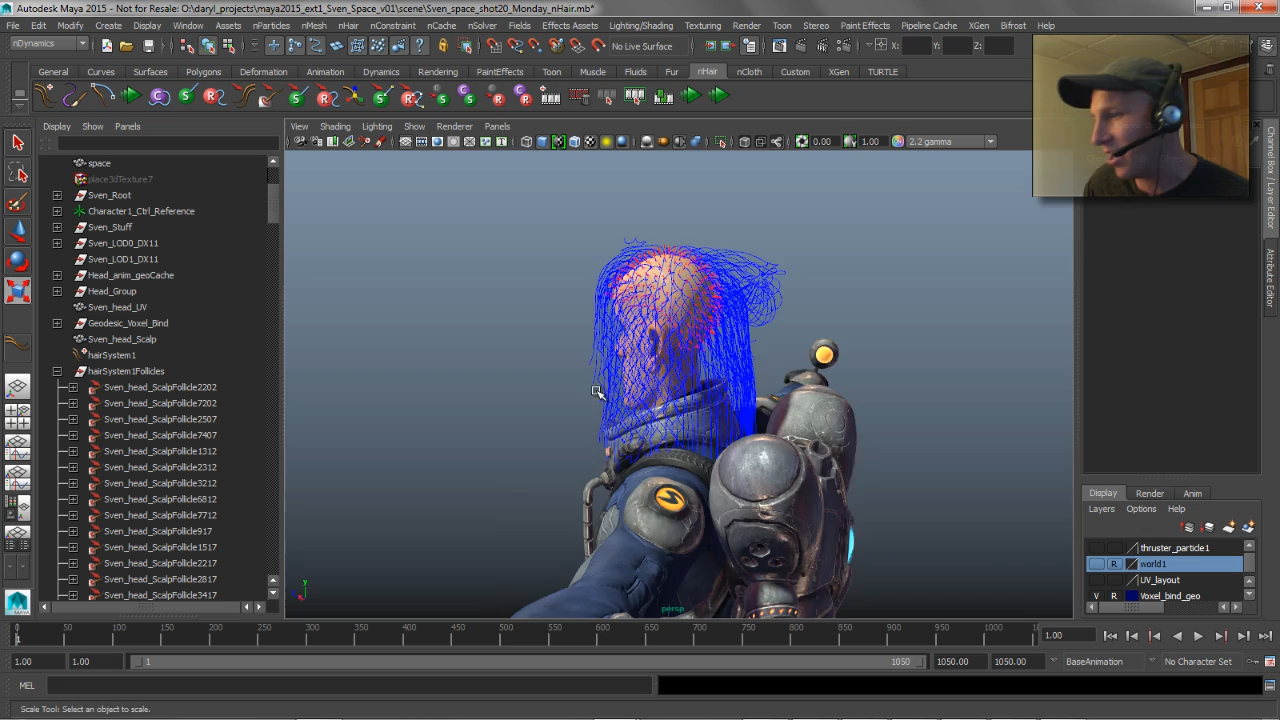 Autodesk Maya 2015 - Not for Resale: O:\daryl_projects\maya2015_ext1_Sven_Space_v01\scene\Sven_space_shot20_Monday_nHair.mb*
File Edit Modify Create Display Window Assets nParticles nMesh nHair nConstraint nCache nSolver Fields Effects Assets Lighting/Shading Texturing Render Toon Stereo Paint Effects Pipeline Cache XGen Bifrost Help
nDynamics No Live Surface X: Y: Z:
General Curves Surfaces Polygons Deformation Animation Dynamics Rendering PaintEffects Toon Muscle Fluids Fur nHair nCloth Custom XGen TURTLE
Display Show Panels
View Shading Lighting Show Renderer Panels
0.00 1.00 2.2 gamma
space
place3dTexture7
Sven_Root
Character1_Ctrl_Reference
Sven_Stuff
Sven_LOD0_DX11
Sven_LOD1_DX11
Head_anim_geoCache
Head_Group
Sven_head_UV
Geodesic_Voxel_Bind
Sven_head_Scalp
hairSystem1
hairSystem1Follicles
Sven_head_ScalpFollicle2202
Sven_head_ScalpFollicle7202
Sven_head_ScalpFollicle2507
Sven_head_ScalpFollicle7407
Sven_head_ScalpFollicle1312
Sven_head_ScalpFollicle2312
Sven_head_ScalpFollicle3212
Sven_head_ScalpFollicle6812
Sven_head_ScalpFollicle7712
Sven_head_ScalpFollicle917
Sven_head_ScalpFollicle1517
Sven_head_ScalpFollicle2217
Sven_head_ScalpFollicle2817
Sven_head_ScalpFollicle3417
MAYA
y
x
persp
Channel Box / Layer Editor
Attribute Editor
Display Render Anim
Layers Options Help
thruster_particle1
R world1
UV_layout
V R Voxel_bind_geo
0 50 100 150 200 250 300 350 400 450 500 550 600 650 700 750 800 850 900 950 1000
1 1.00
1.00 1.00 1 1050 1050.00 1050.00 BaseAnimation No Character Set
MEL
Scale Tool: Select an object to scale.